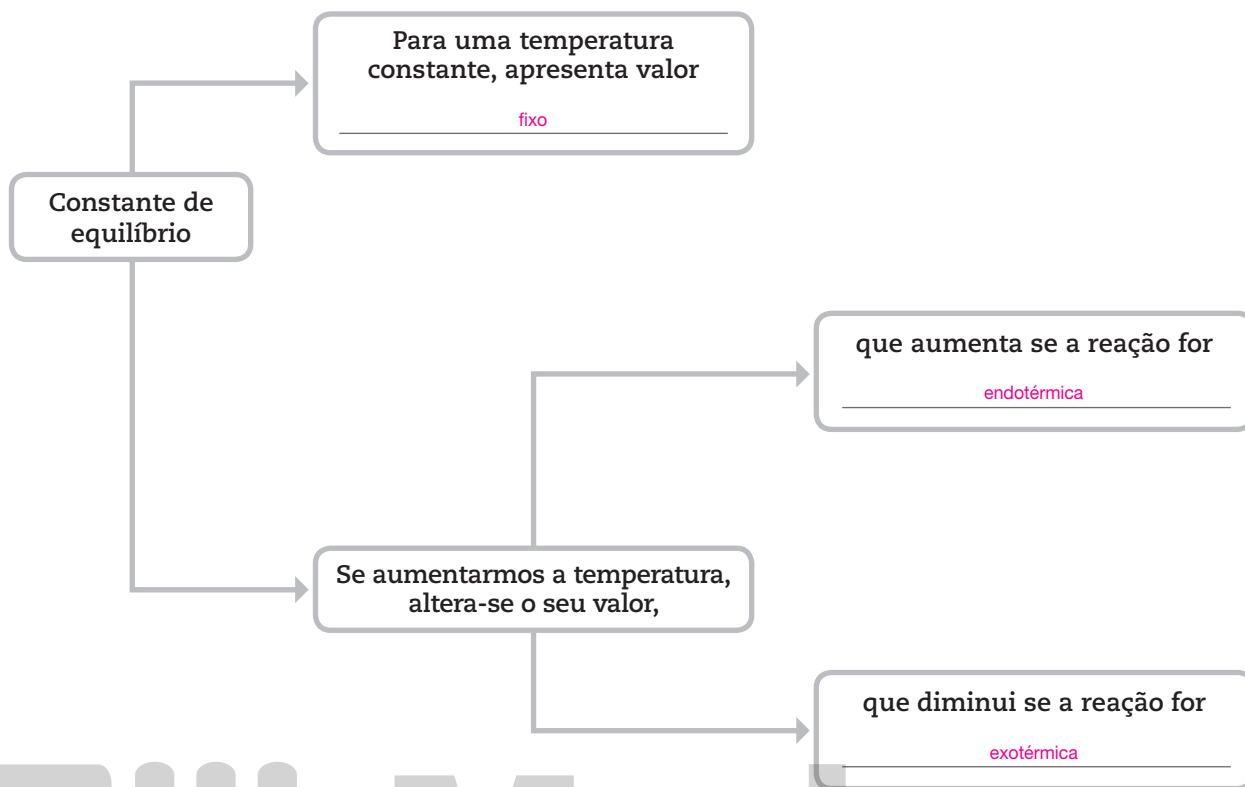 Para uma temperatura
constante, apresenta valor
fixo
Constante de
equilíbrio
que aumenta se a reação for
endotérmica
Se aumentarmos a temperatura,
altera-se o seu valor,
que diminui se a reação for
exotérmica